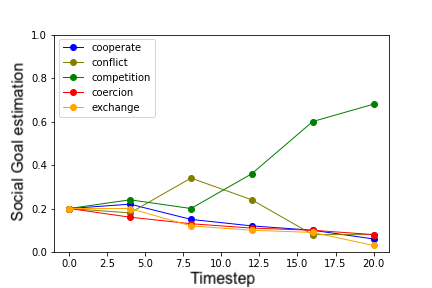 cooperate
conflict
competition
coercion
exchange
Social Goal estimation
1.0
0.8
0.6
0.4
0.2
0.0
0.0 2.5 5.0 7.5 10.0 12.5 15.0 17.5 20.0
Timestep